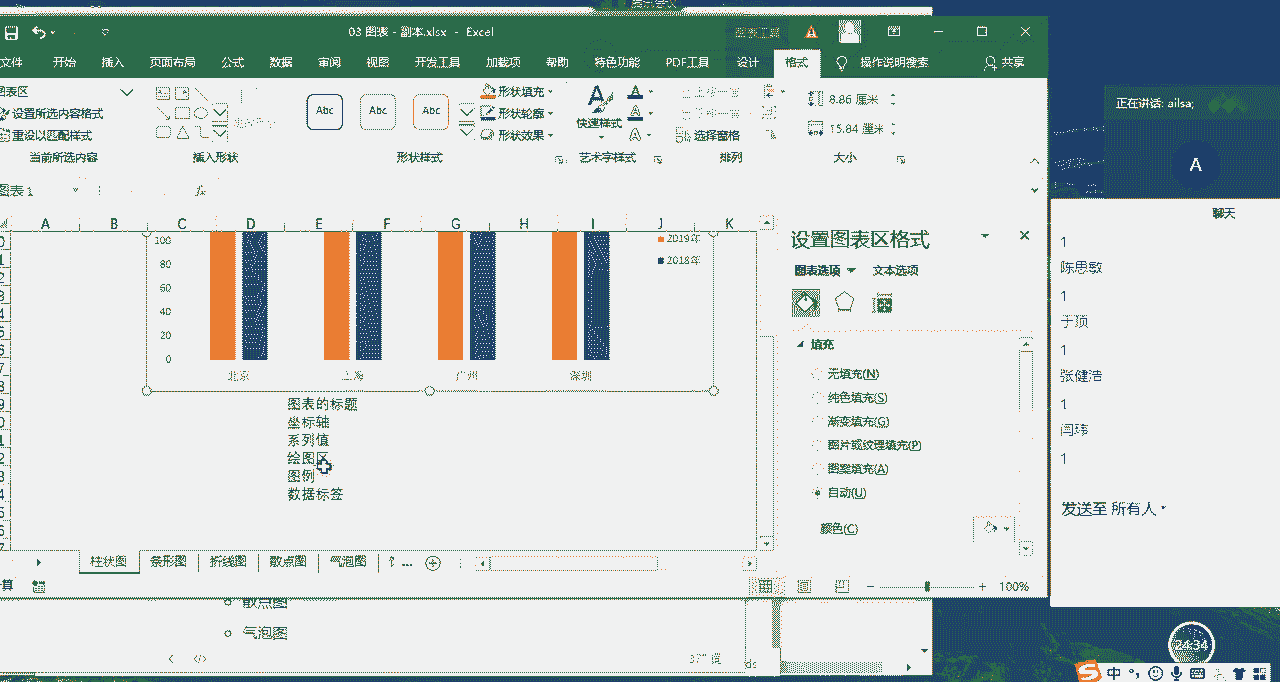 03 图表 - 副本.xlsx - Excel
图表工具
文件 开始 插入 页面布局 公式 数据 审阅 视图 开发工具 加载项 帮助 特色功能 PDF工具 设计 格式 操作说明搜索 共享
图表区
设置所选内容格式
重设以匹配样式
当前所选内容
插入形状
Abc Abc Abc
形状填充
形状轮廓
形状效果
形状样式
快速样式
艺术字样式
选择窗格
排列
8.86 厘米
15.84 厘米
大小
图表 1
fx
A B C D E F G H I J K
100
80
60
40
20
0
北京 上海 广州 深圳
2019年
2018年
图表的标题
坐标轴
系列值
绘图区
图例
数据标签
设置图表区格式
图表选项 文本选项
填充
无填充(N)
纯色填充(S)
渐变填充(G)
图片或纹理填充(P)
图案填充(A)
自动(U)
颜色(C)
柱状图 条形图 折线图 散点图 气泡图 ...
100%
散点图
气泡图
ds
正在讲话: ailsa;
A
聊天
1
陈思敏
1
于顶
1
张健浩
1
闫玮
1
发送至 所有人
24:34
中